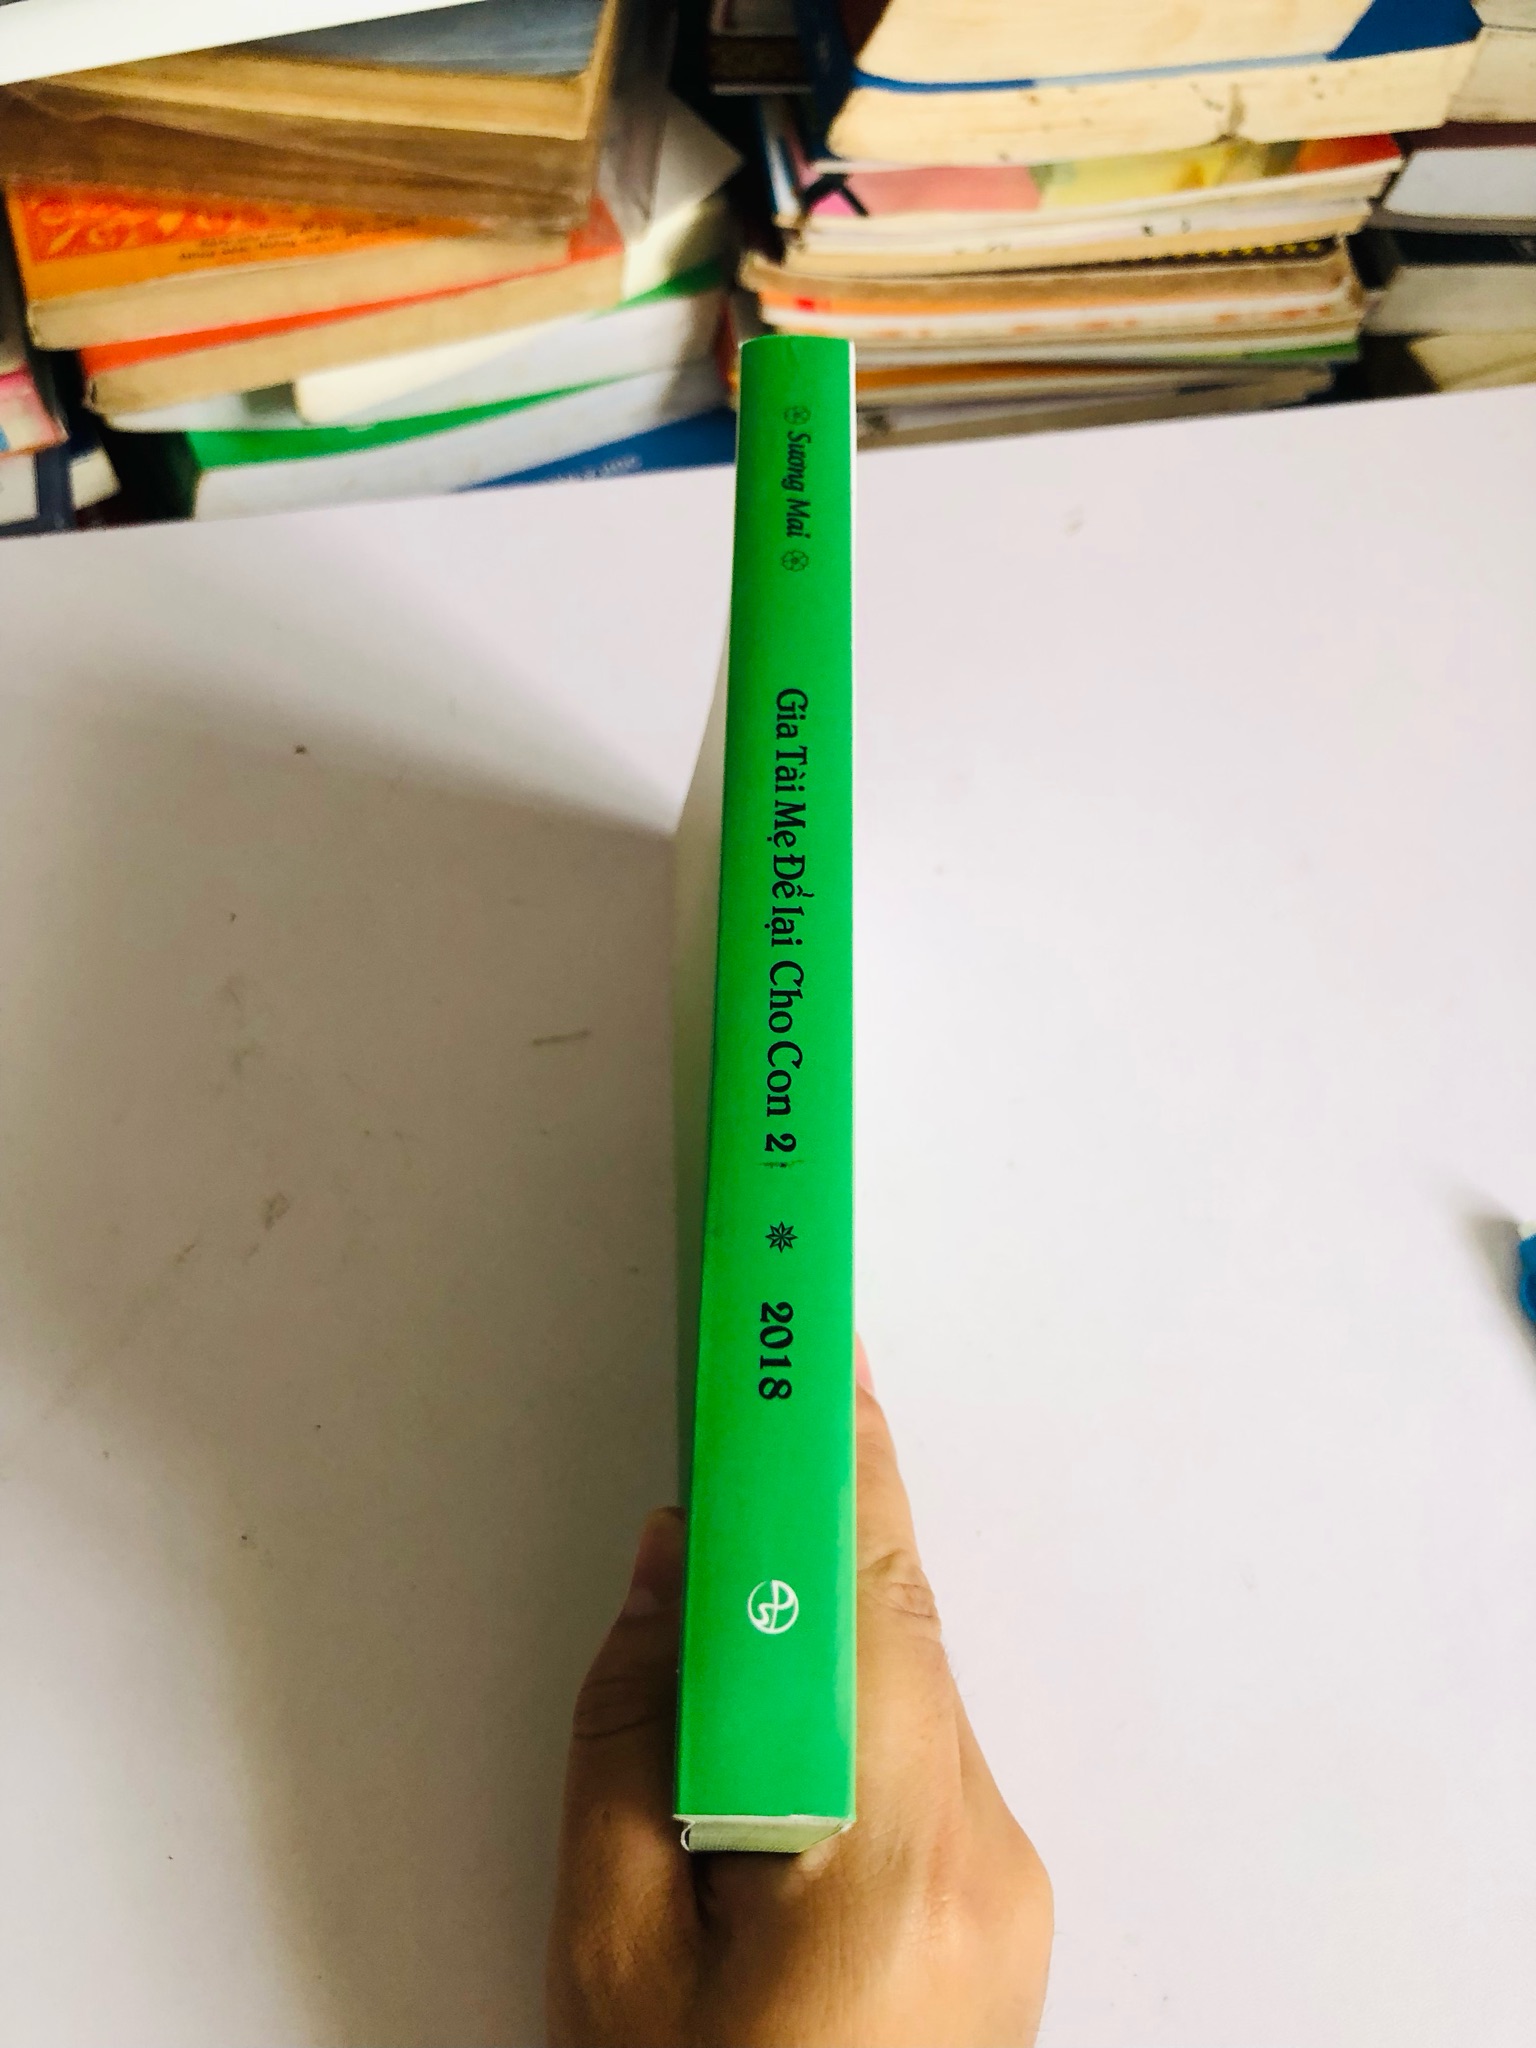 Sương Mai
Gia Tài Mẹ Để lại Cho Con 2
2018